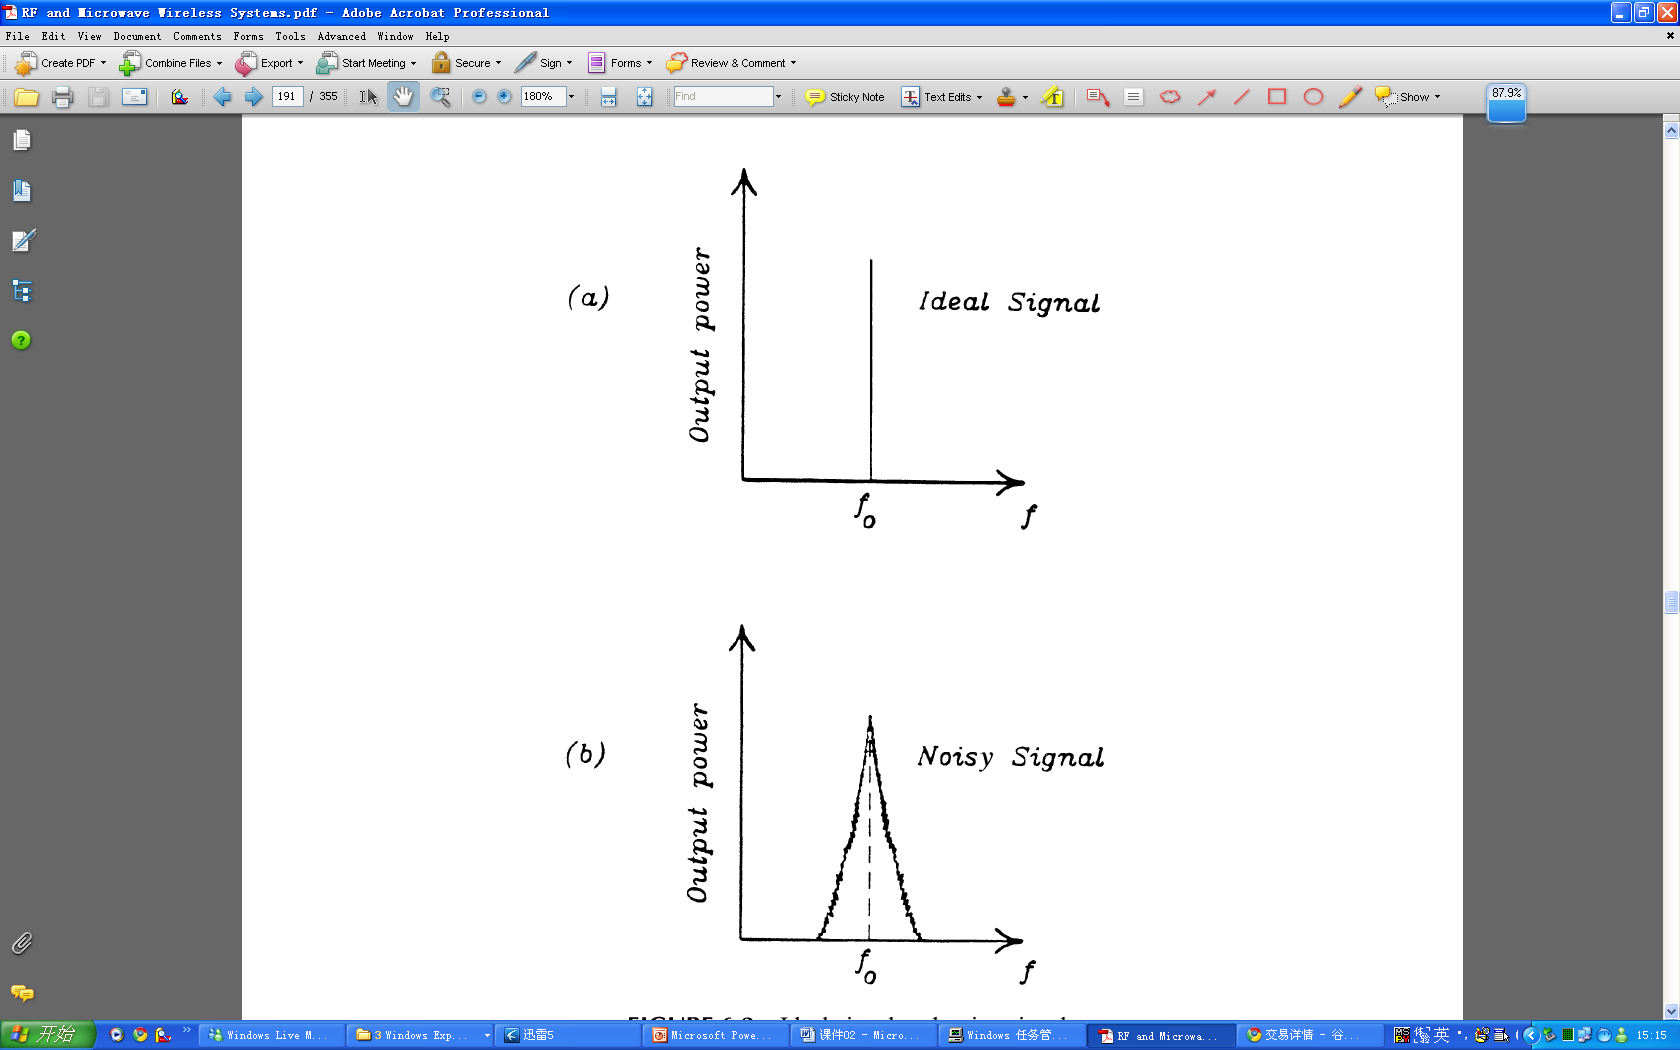 RF and Microwave Wireless Systems.pdf - Adobe Acrobat Professional
File Edit View Document Comments Forms Tools Advanced Window Help
Create PDF Combine Files Export Start Meeting Secure Sign Forms Review & Comment
191 / 355 180% Find Sticky Note Text Edits Show 87.9%
(a)
Output power
Ideal Signal
f0
f
(b)
Output power
Noisy Signal
f0
f
开始 Windows Live M... 3 Windows Exp... 迅雷5 Microsoft Powe... 课件02 - Micro... Windows 任务管... RF and Microwa... 交易详情 - 谷... 英 15:15